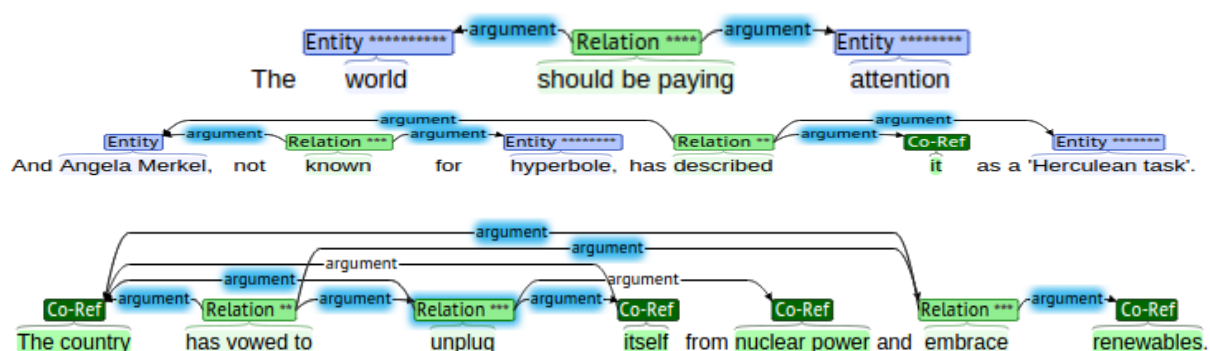 argument argument
Entity ********** Relation **** Entity ********
The world should be paying attention
argument argument
Entity argument Relation *** argument Entity ******** Relation ** argument Co-Ref Entity *******
And Angela Merkel, not known for hyperbole, has described it as a 'Herculean task'.
argument
argument
argument
argument argument
Co-Ref argument Relation ** argument Relation *** argument Co-Ref Co-Ref Relation *** argument Co-Ref
The country has vowed to unplug itself from nuclear power and embrace renewables.